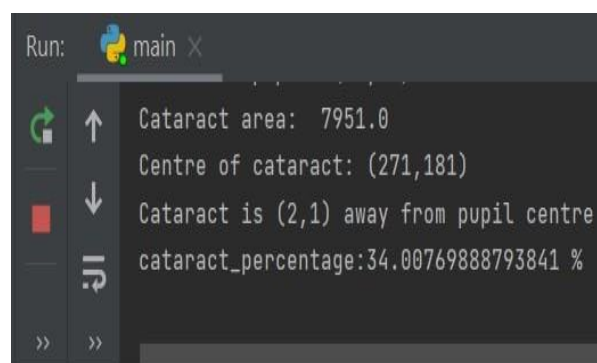 Run: main
Cataract area: 7951.0
Centre of cataract: (271,181)
Cataract is (2,1) away from pupil centre
cataract_percentage:34.00769888793841 %